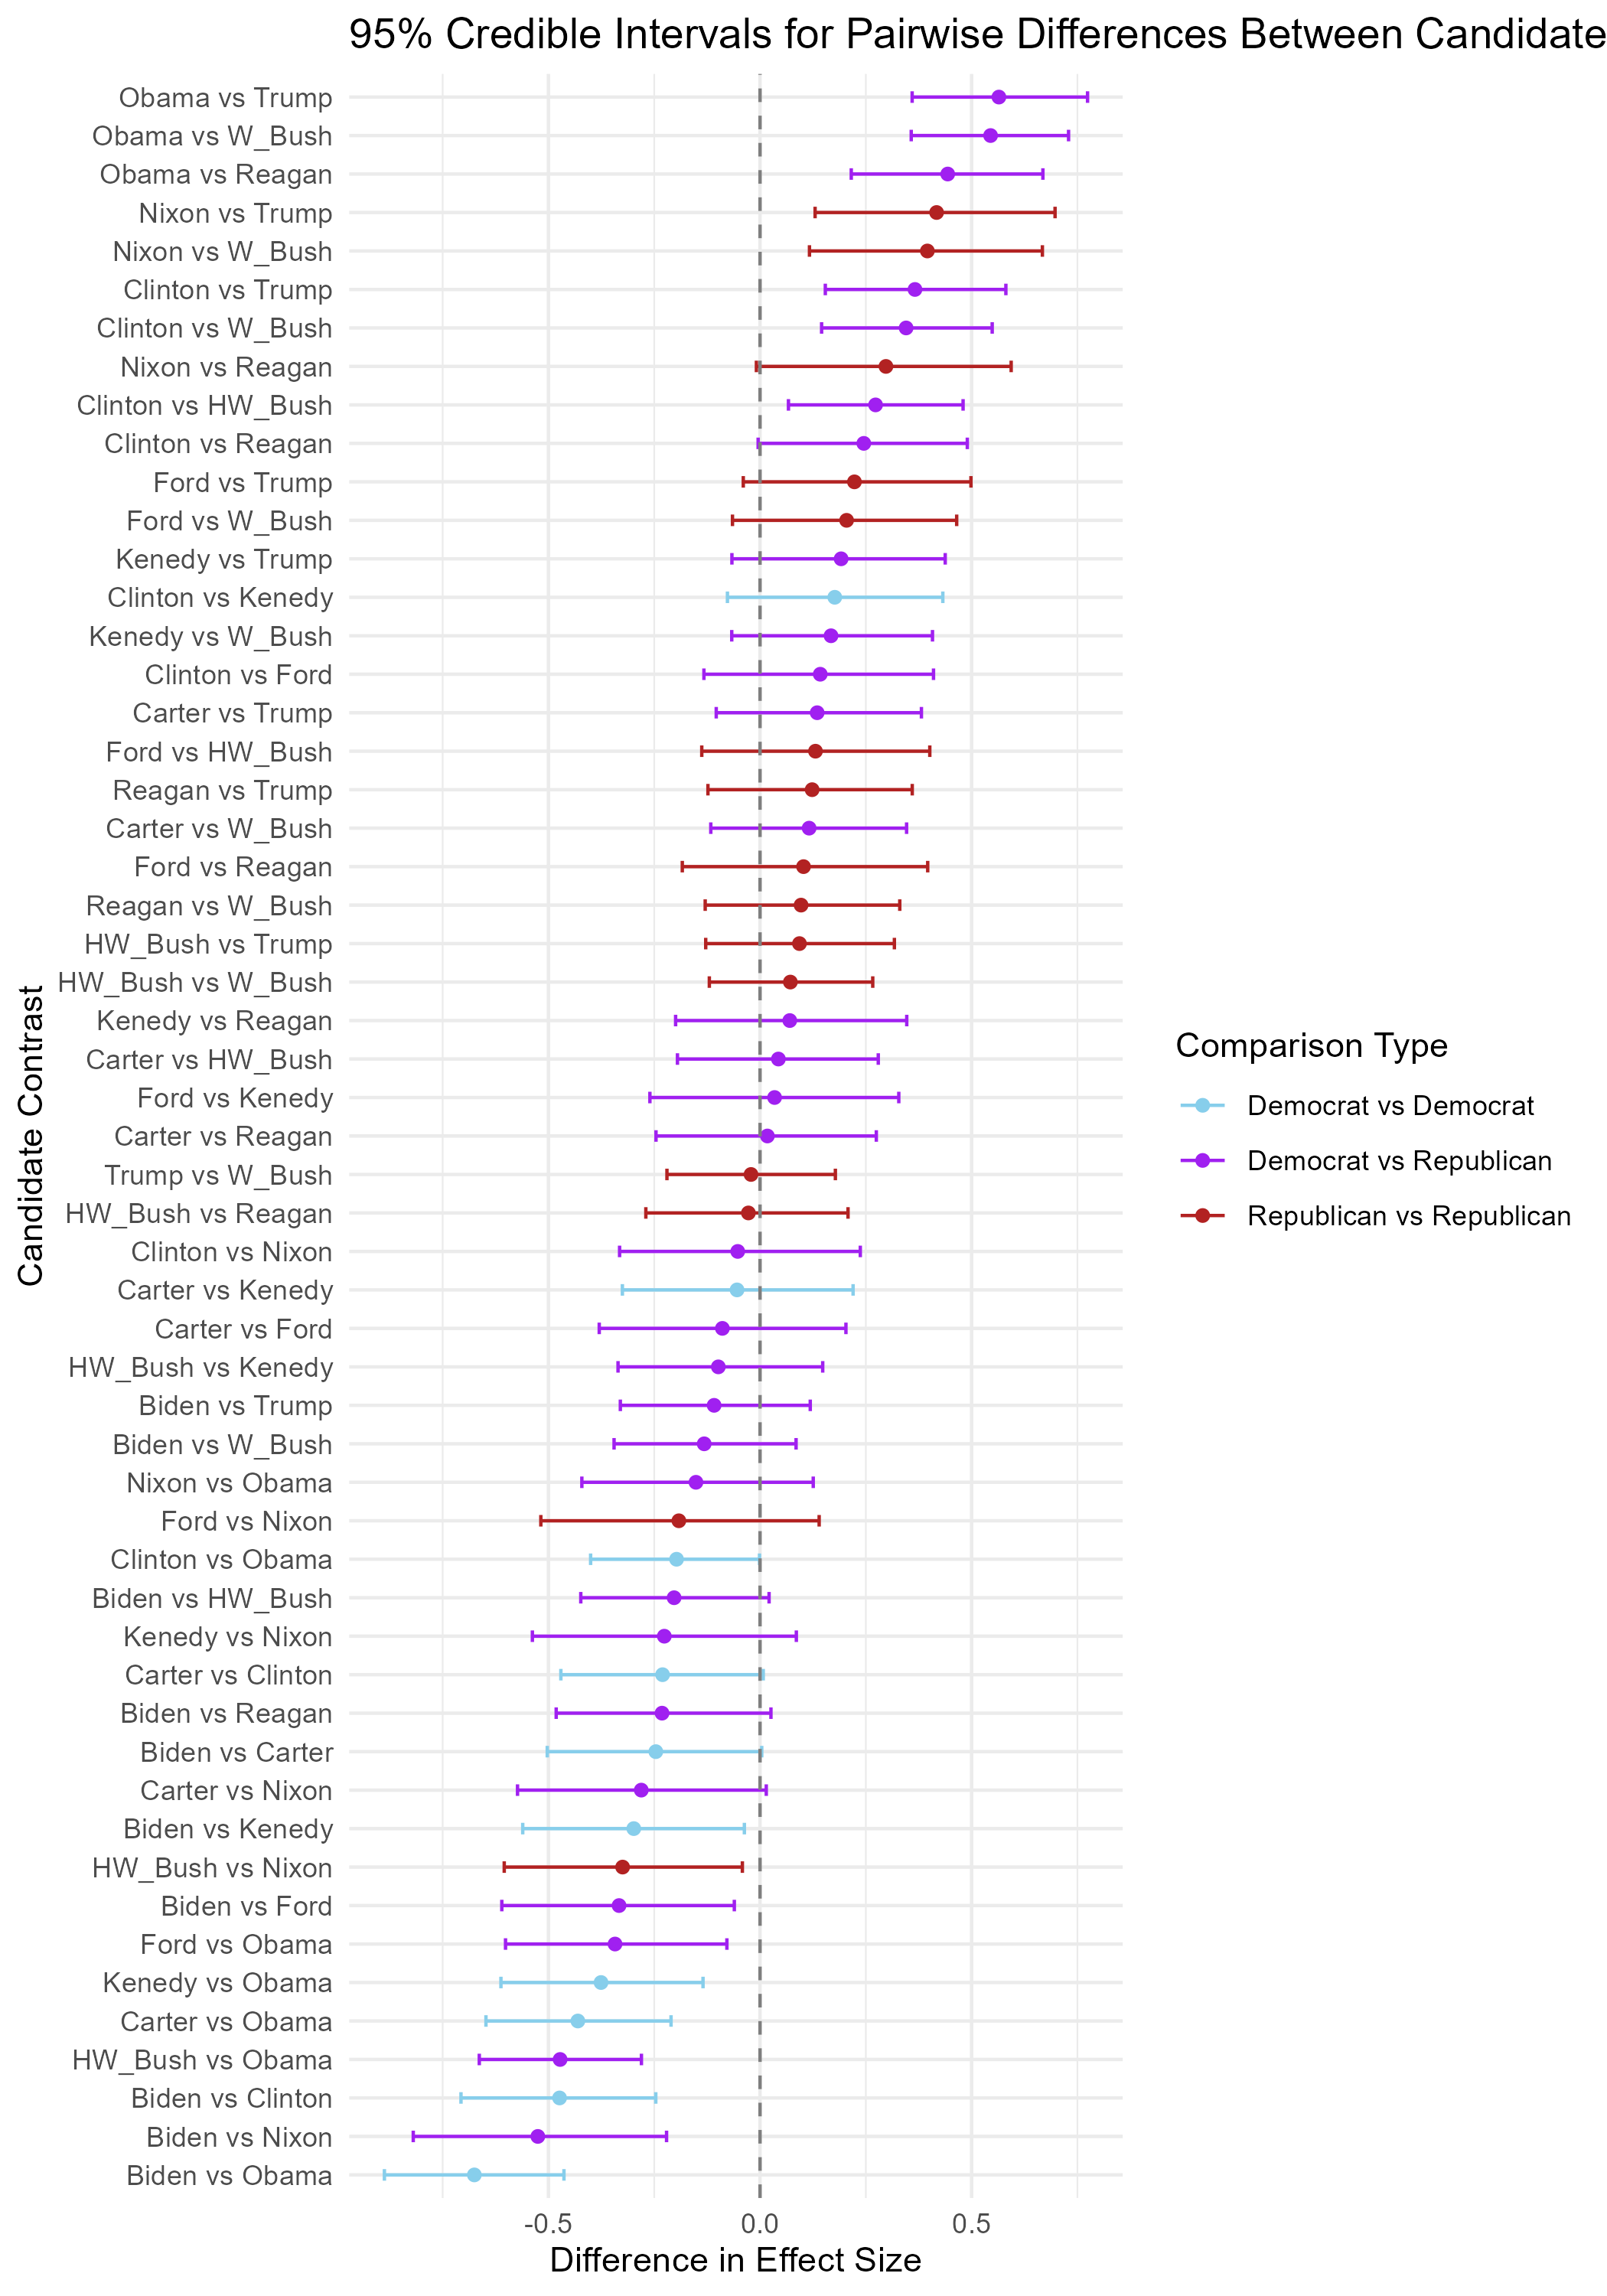 95% Credible Intervals for Pairwise Differences Between Candidate
Obama vs Trump
Obama vs W_Bush
Obama vs Reagan
Nixon vs Trump
Nixon vs W_Bush
Clinton vs Trump
Clinton vs W_Bush
Nixon vs Reagan
Clinton vs HW_Bush
Clinton vs Reagan
Ford vs Trump
Ford vs W_Bush
Kenedy vs Trump
Clinton vs Kenedy
Kenedy vs W_Bush
Clinton vs Ford
Carter vs Trump
Ford vs HW_Bush
Reagan vs Trump
Carter vs W_Bush
Ford vs Reagan
Reagan vs W_Bush
HW_Bush vs Trump
HW_Bush vs W_Bush
Kenedy vs Reagan
Carter vs HW_Bush
Ford vs Kenedy
Carter vs Reagan
Trump vs W_Bush
HW_Bush vs Reagan
Clinton vs Nixon
Carter vs Kenedy
Carter vs Ford
HW_Bush vs Kenedy
Biden vs Trump
Biden vs W_Bush
Nixon vs Obama
Ford vs Nixon
Clinton vs Obama
Biden vs HW_Bush
Kenedy vs Nixon
Carter vs Clinton
Biden vs Reagan
Biden vs Carter
Carter vs Nixon
Biden vs Kenedy
HW_Bush vs Nixon
Biden vs Ford
Ford vs Obama
Kenedy vs Obama
Carter vs Obama
HW_Bush vs Obama
Biden vs Clinton
Biden vs Nixon
Biden vs Obama
Candidate Contrast
-0.5 0.0 0.5
Difference in Effect Size
Comparison Type
Democrat vs Democrat
Democrat vs Republican
Republican vs Republican